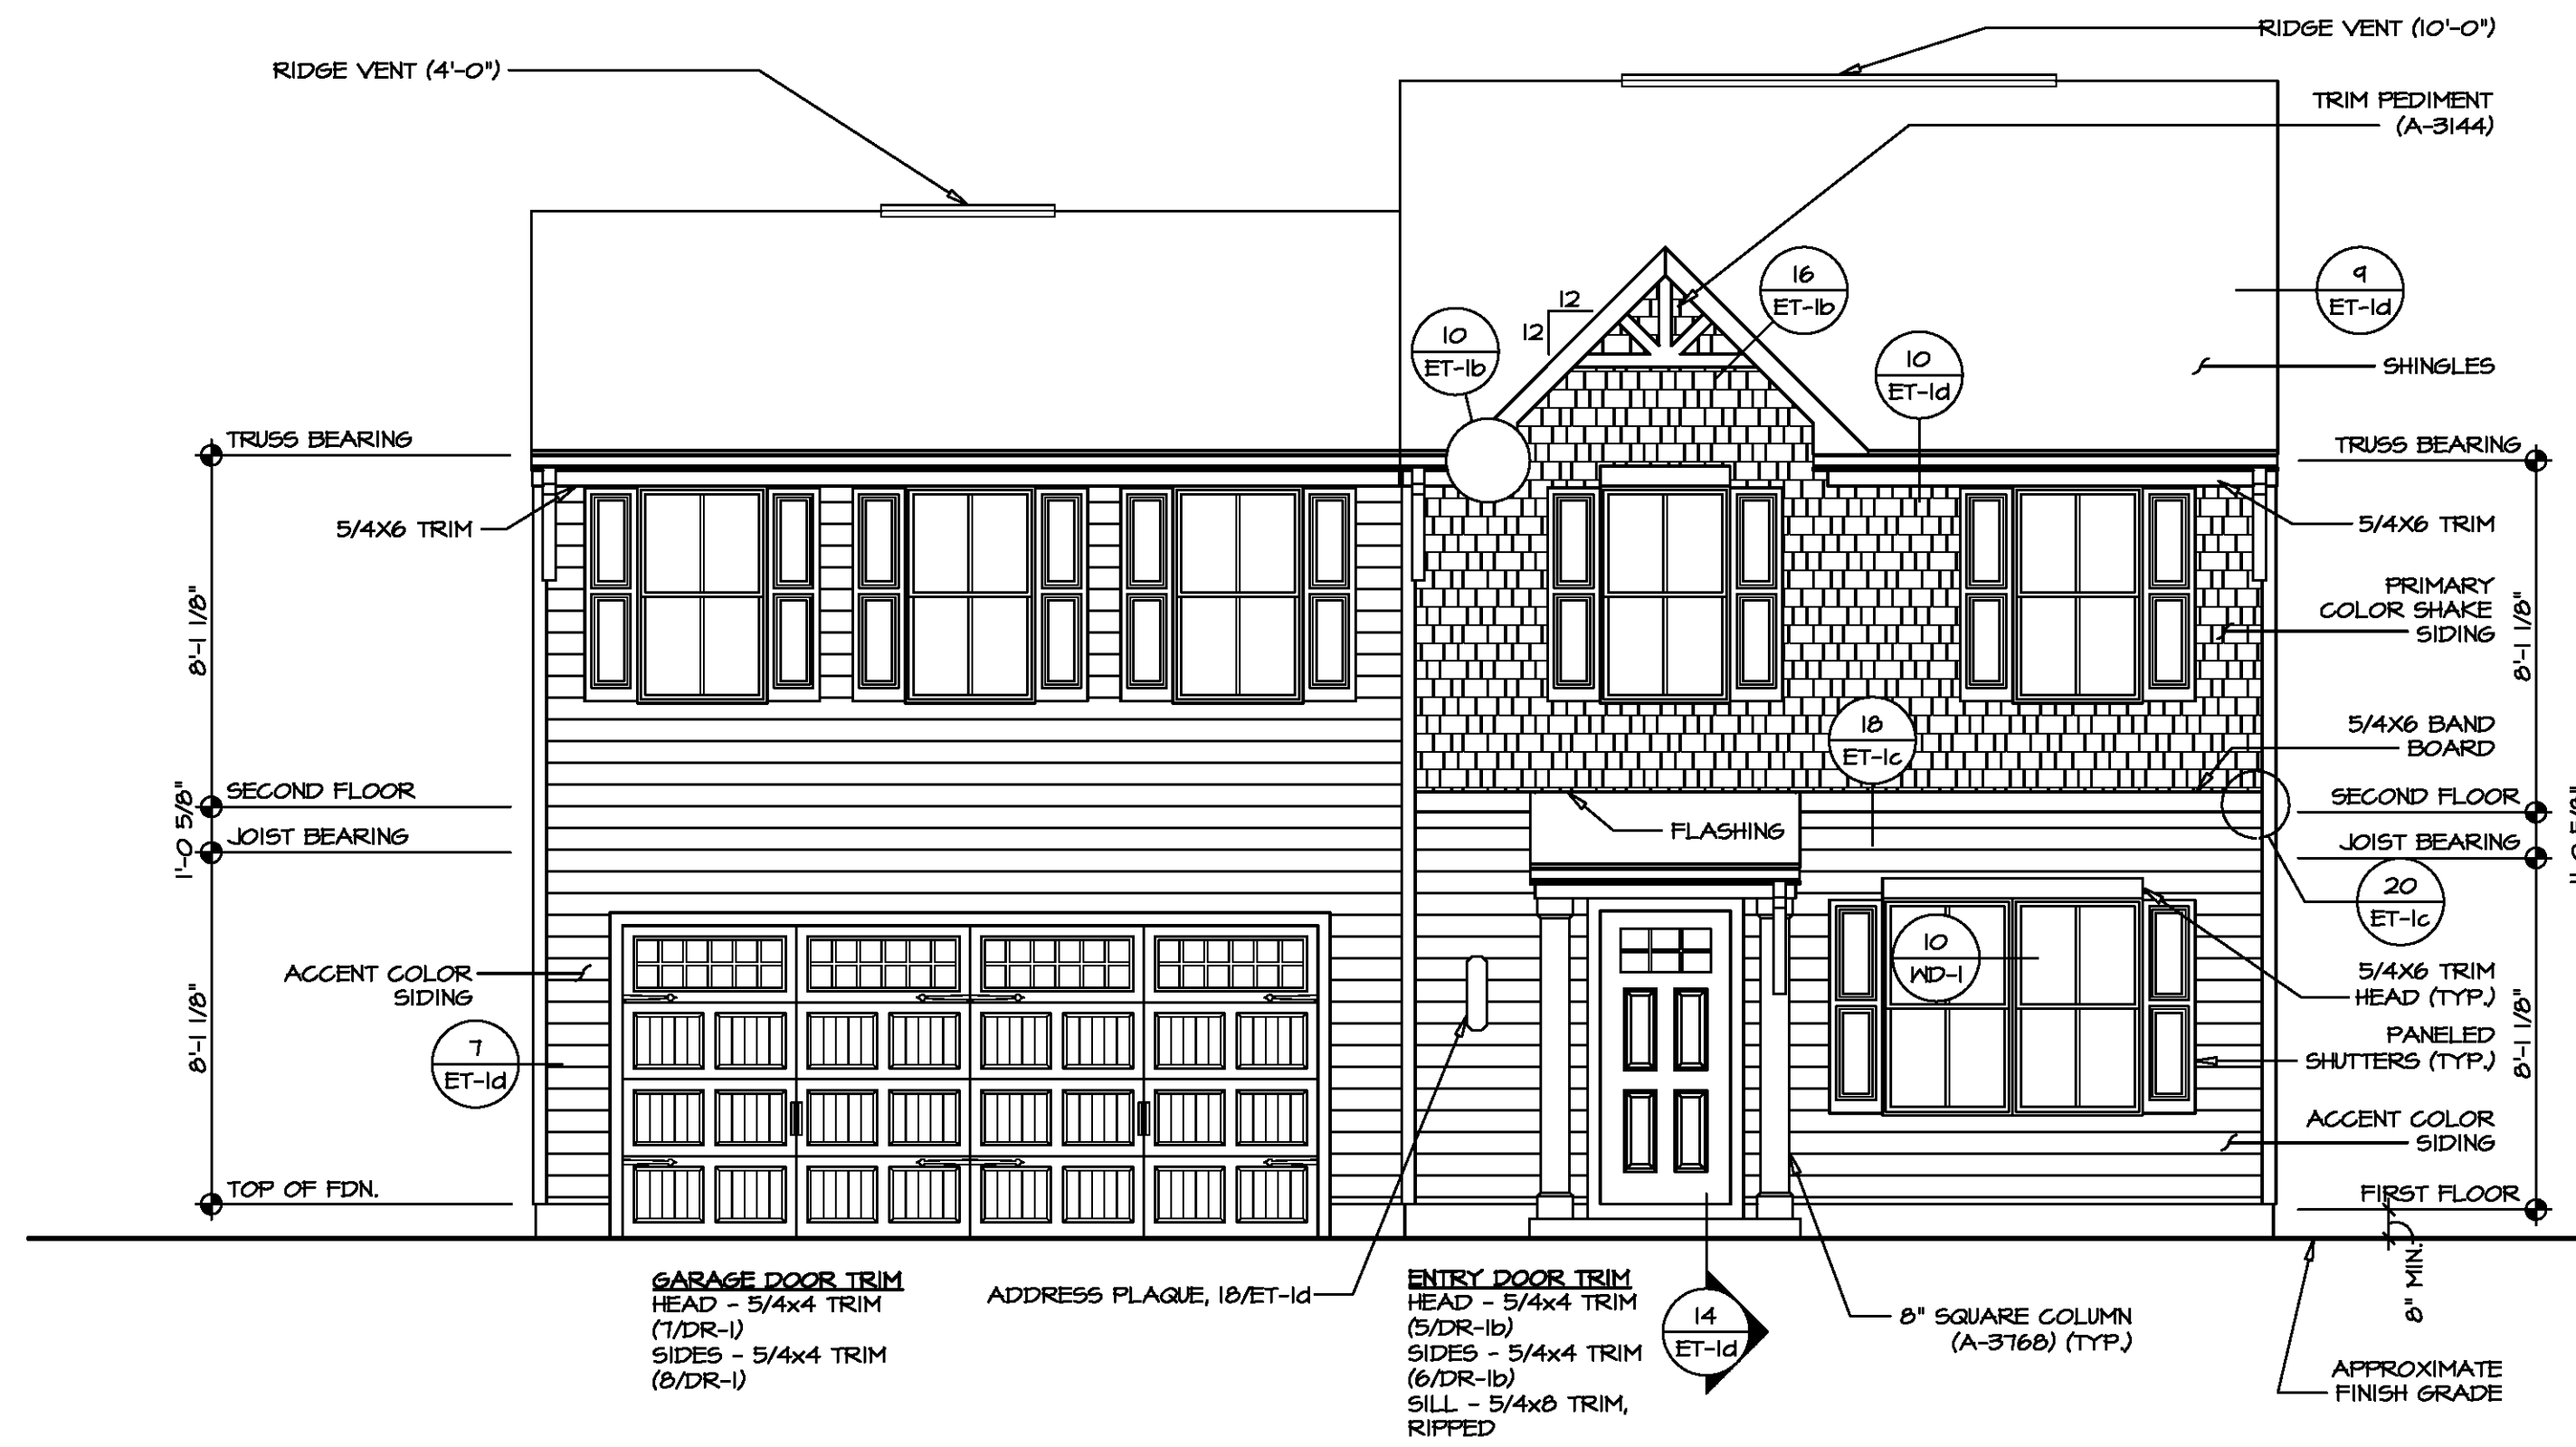 RIDGE VENT (10'-0")
RIDGE VENT (4'-0")
TRIM PEDIMENT
(A-3144)
16
ET-1b
9
ET-1d
12
12
10
ET-1b
10
ET-1d
SHINGLES
TRUSS BEARING
TRUSS BEARING
5/4X6 TRIM
5/4X6 TRIM
8'-1 1/8"
PRIMARY
COLOR SHAKE
SIDING
8'-1 1/8"
18
ET-1c
5/4X6 BAND
BOARD
SECOND FLOOR
SECOND FLOOR
1'-0 5/8"
FLASHING
JOIST BEARING
JOIST BEARING
20
ET-1c
10
WD-1
ACCENT COLOR
SIDING
5/4X6 TRIM
HEAD (TYP.)
7
ET-1d
8'-1 1/8"
PANELED
SHUTTERS (TYP.)
8'-1 1/8"
ACCENT COLOR
SIDING
TOP OF FDN.
FIRST FLOOR
8" MIN.
GARAGE DOOR TRIM
HEAD - 5/4x4 TRIM
(7/DR-1)
SIDES - 5/4x4 TRIM
(8/DR-1)
ADDRESS PLAQUE, 18/ET-1d
ENTRY DOOR TRIM
HEAD - 5/4x4 TRIM
(5/DR-1b)
SIDES - 5/4x4 TRIM
(6/DR-1b)
SILL - 5/4x8 TRIM,
RIPPED
14
ET-1d
8" SQUARE COLUMN
(A-3768) (TYP.)
APPROXIMATE
FINISH GRADE